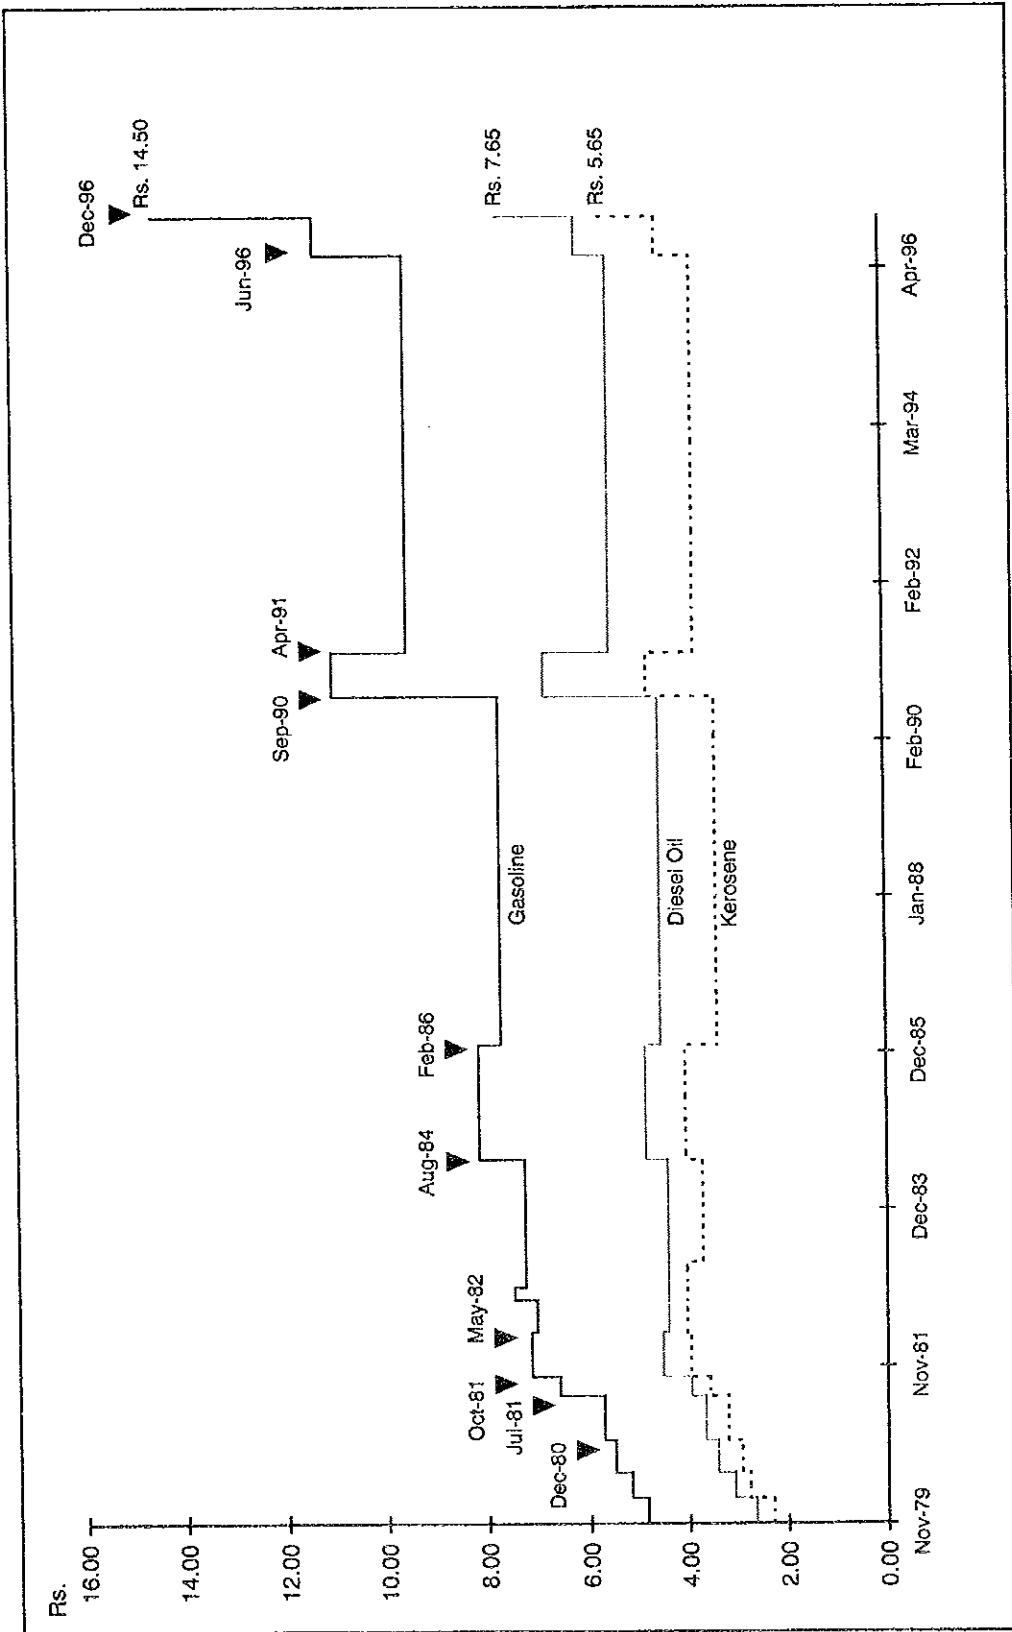 Rs.
16.00
14.00
12.00
10.00
8.00
6.00
4.00
2.00
0.00
Dec-80
Jul-81
Oct-81
May-82
Aug-84
Feb-86
Sep-90
Apr-91
Jun-96
Dec-96
Rs. 14.50
Rs. 7.65
Rs. 5.65
Gasoline
Diesel Oil
Kerosene
Nov-79
Nov-81
Dec-83
Dec-85
Jan-88
Feb-90
Feb-92
Mar-94
Apr-96